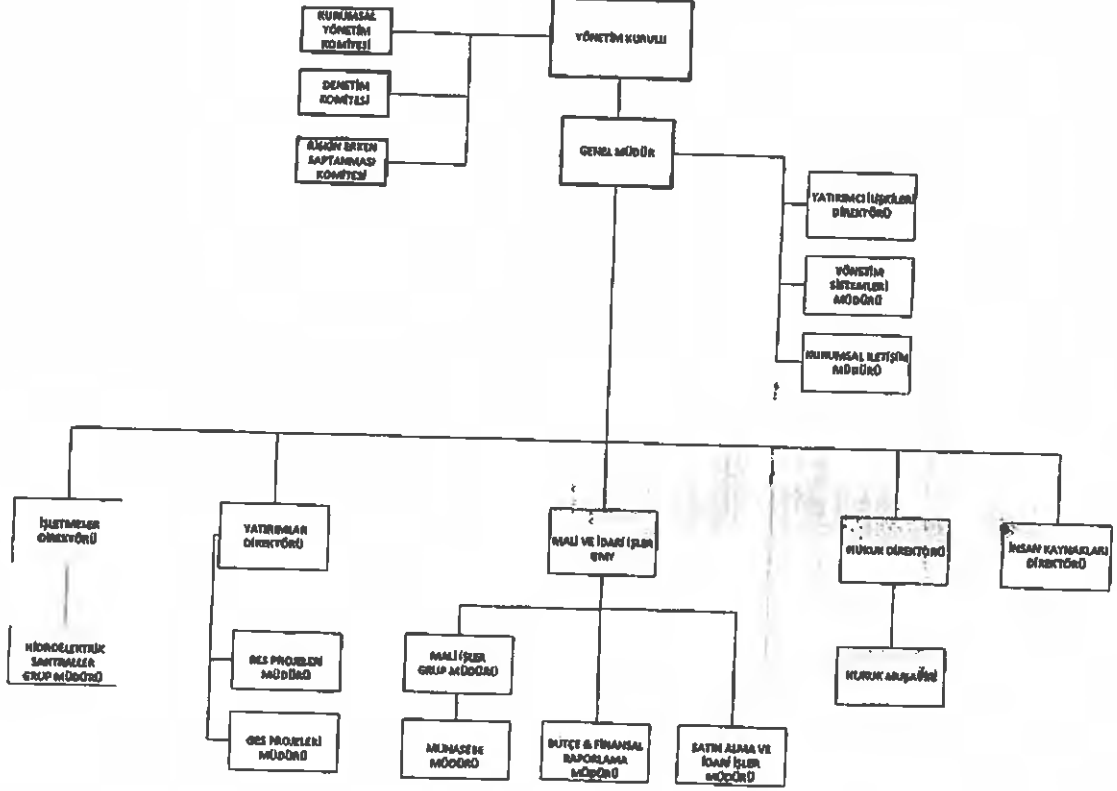 KURUMSAL
YÖNETİM
KOMİTESİ
YÖNETİM KURULU
DENETİM
KOMİTESİ
RİSKİN ERKEN
SAPTANMASI
KOMİTESİ
GENEL MÜDÜR
YATIRIMCI İLİŞKİLERİ
DİREKTÖRÜ
YÖNETİM
SİSTEMLERİ
MÜDÜRÜ
KURUMSAL İLETİŞİM
MÜDÜRÜ
İŞLETMELER
DİREKTÖRÜ
YATIRIMLAR
DİREKTÖRÜ
MALİ VE İDARİ İŞLER
GMY
HUKUK DİREKTÖRÜ
İNSAN KAYNAKLARI
DİREKTÖRÜ
HİDROELEKTRİK
SANTRALLER
GRUP MÜDÜRÜ
RES PROJELERİ
MÜDÜRÜ
MALİ İŞLER
GRUP MÜDÜRÜ
HUKUK MÜŞAVİRİ
GES PROJELERİ
MÜDÜRÜ
MUHASEBE
MÜDÜRÜ
BÜTÇE & FİNANSAL
RAPORLAMA
MÜDÜRÜ
SATIN ALMA VE
İDARİ İŞLER
MÜDÜRÜ